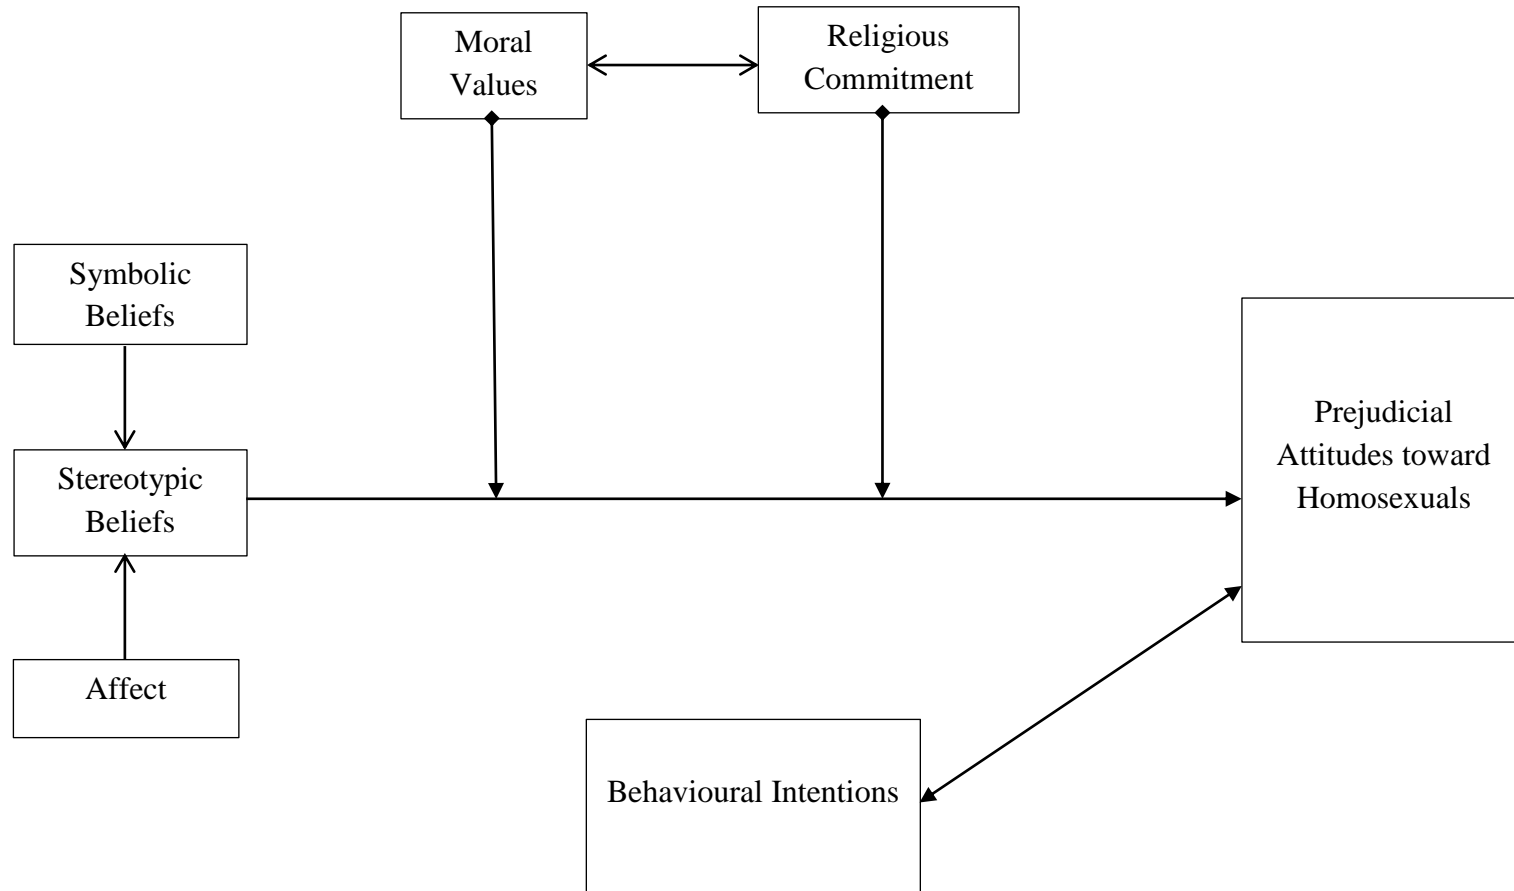 Moral
Values
Religious
Commitment
Symbolic
Beliefs
Stereotypic
Beliefs
Affect
Prejudicial
Attitudes toward
Homosexuals
Behavioural Intentions